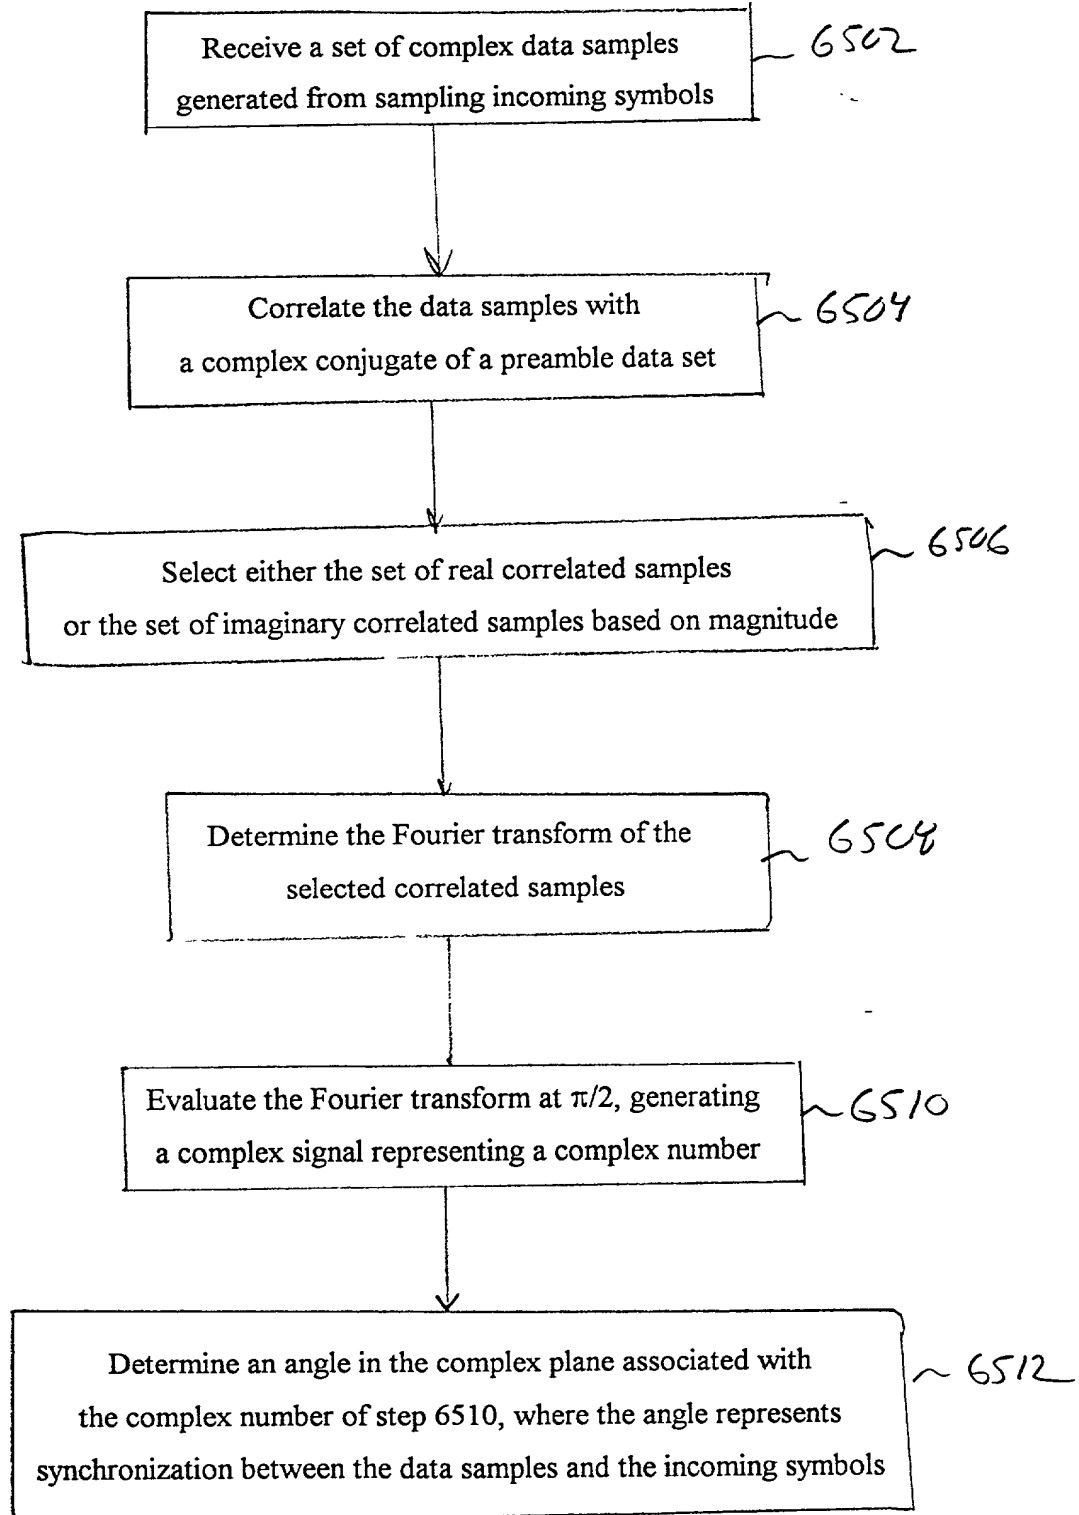 Receive a set of complex data samples
generated from sampling incoming symbols
6502
Correlate the data samples with
a complex conjugate of a preamble data set
6504
Select either the set of real correlated samples
or the set of imaginary correlated samples based on magnitude
6506
Determine the Fourier transform of the
selected correlated samples
6508
Evaluate the Fourier transform at π/2, generating
a complex signal representing a complex number
6510
Determine an angle in the complex plane associated with
the complex number of step 6510, where the angle represents
synchronization between the data samples and the incoming symbols
6512